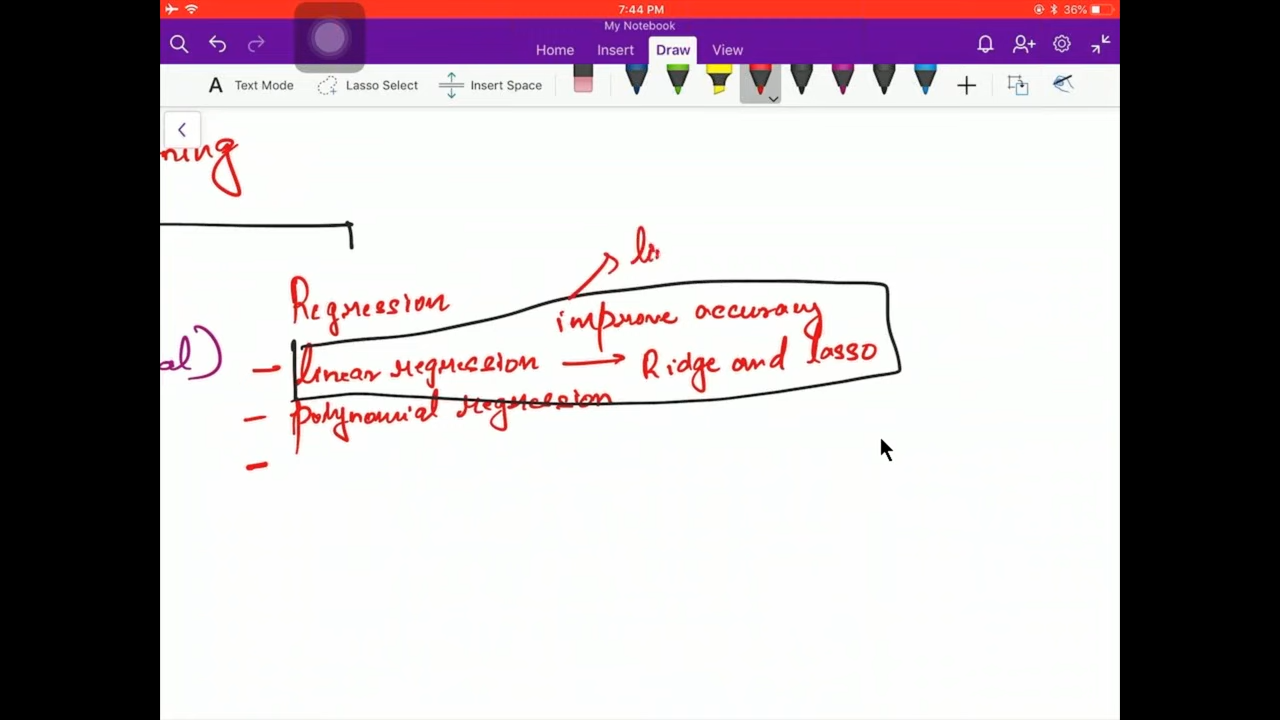 7:44 PM
36%
My Notebook
Home Insert Draw View
Text Mode Lasso Select Insert Space
ning
li
Regression
improve accuracy
al)
- linear regression → Ridge and lasso
- polynomial regression
-